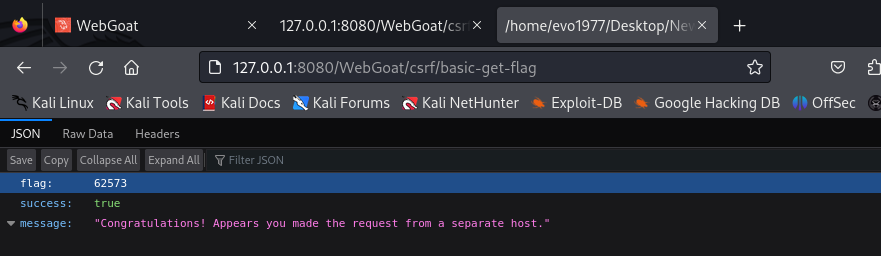 WebGoat
127.0.0.1:8080/WebGoat/csr
/home/evo1977/Desktop/Nev
127.0.0.1:8080/WebGoat/csrf/basic-get-flag
Kali Linux Kali Tools Kali Docs Kali Forums Kali NetHunter Exploit-DB Google Hacking DB OffSec
JSON Raw Data Headers
Save Copy Collapse All Expand All Filter JSON
flag: 62573
success: true
message: "Congratulations! Appears you made the request from a separate host."